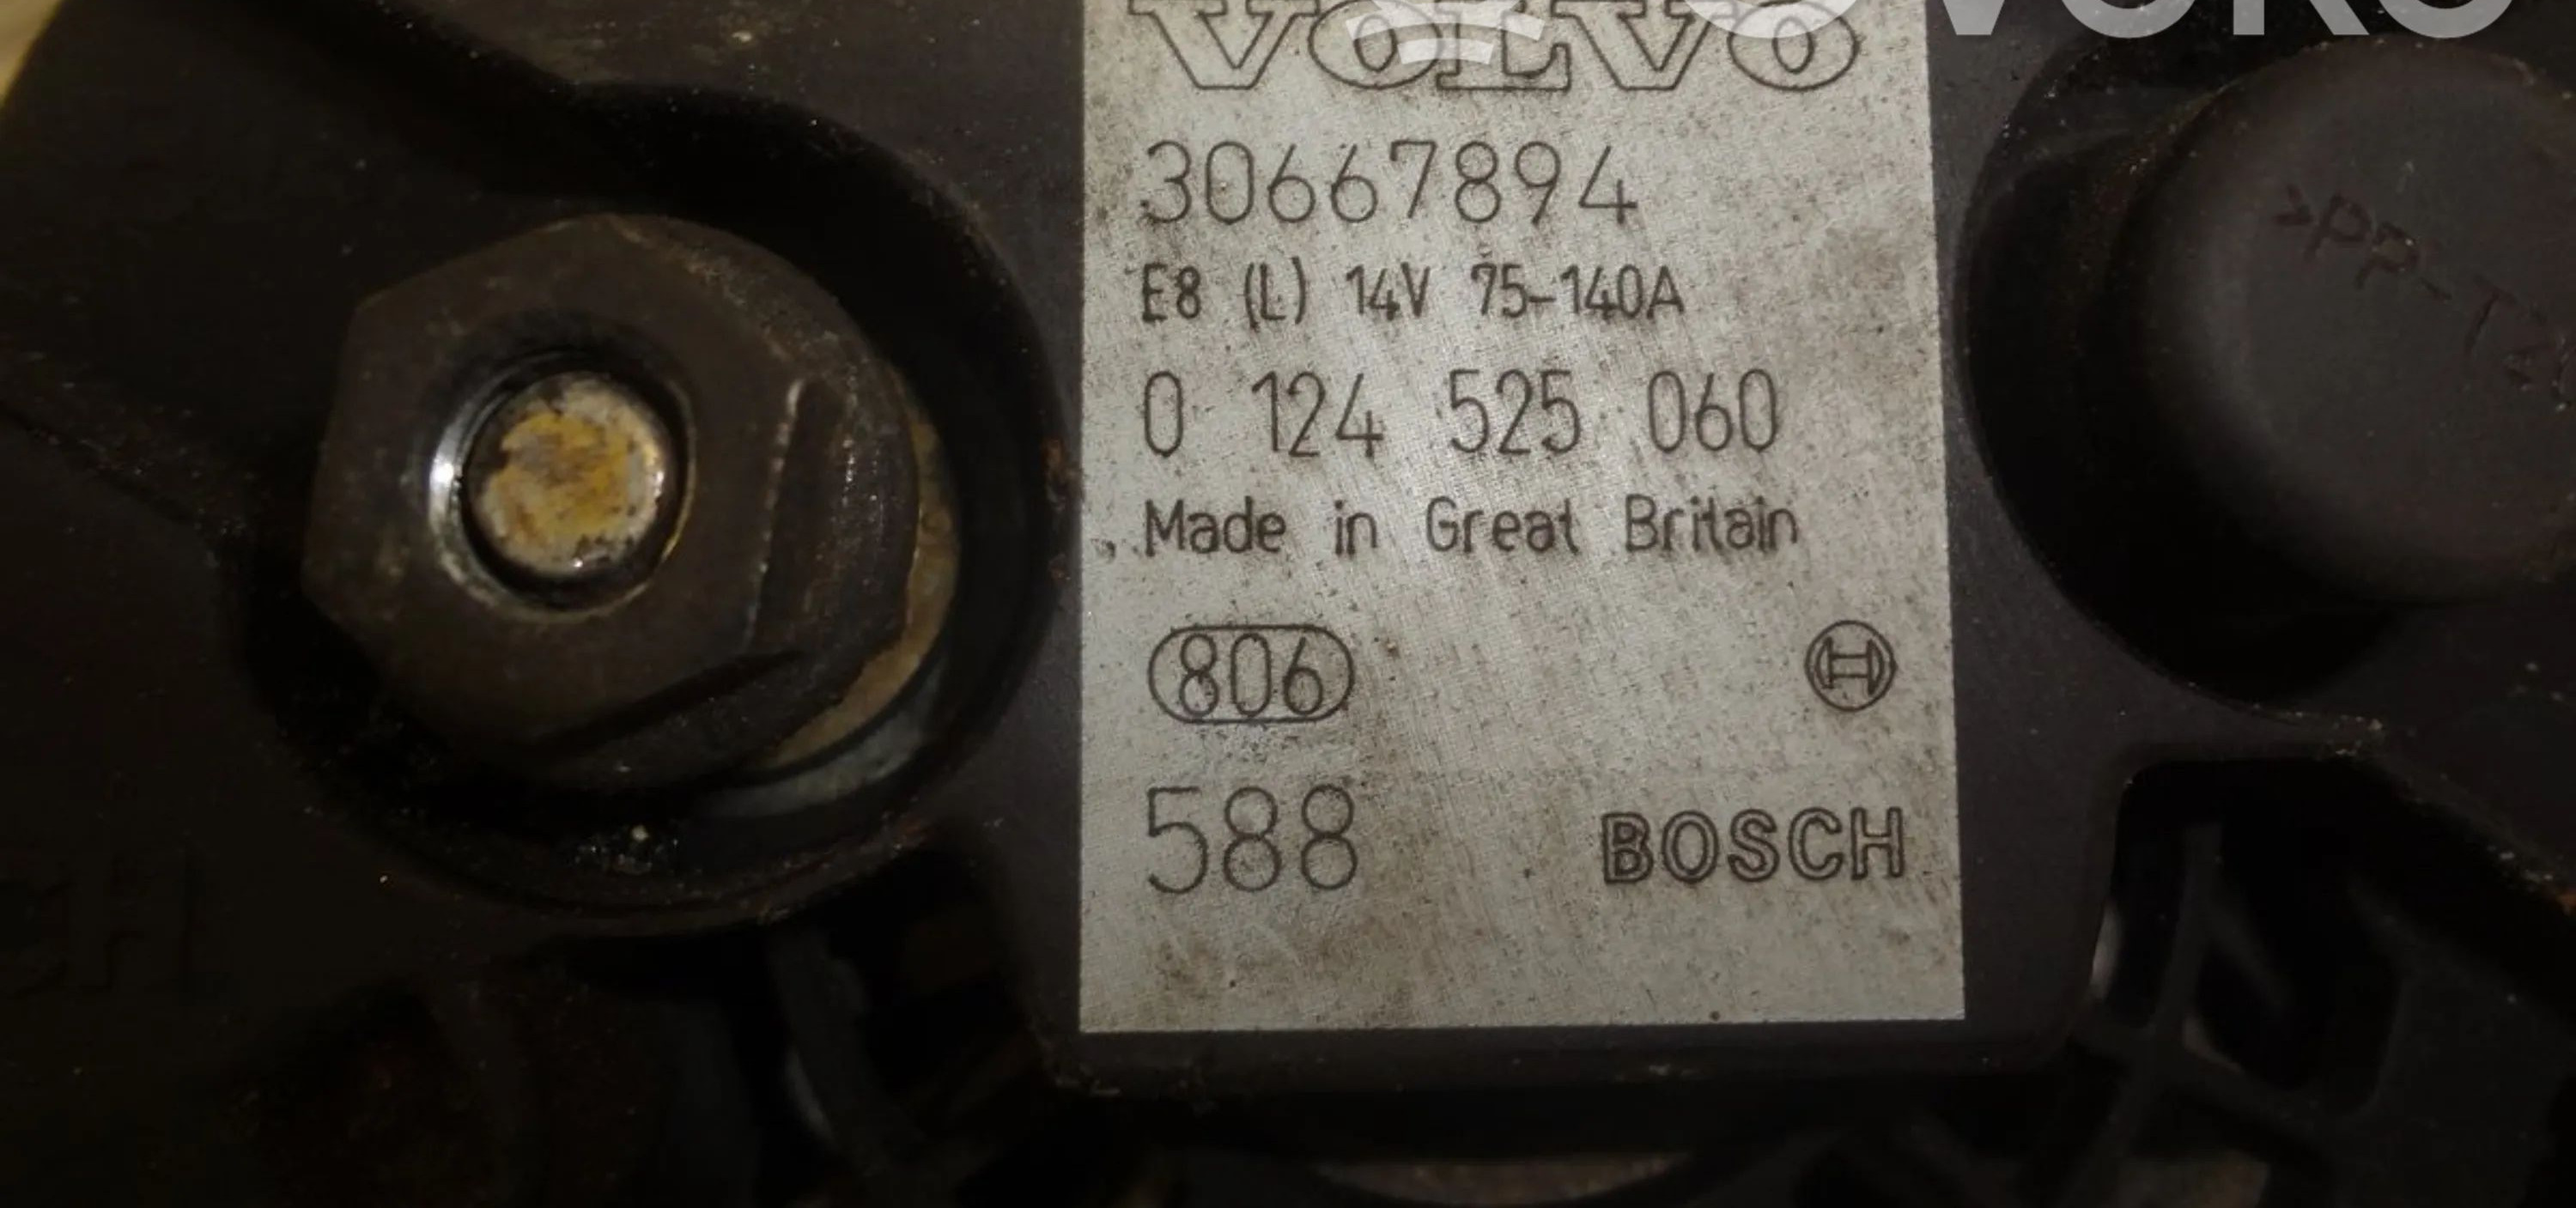 VOLVO
30667894
E8 (L) 14V 75-140A
0 124 525 060
Made in Great Britain
806
588 BOSCH